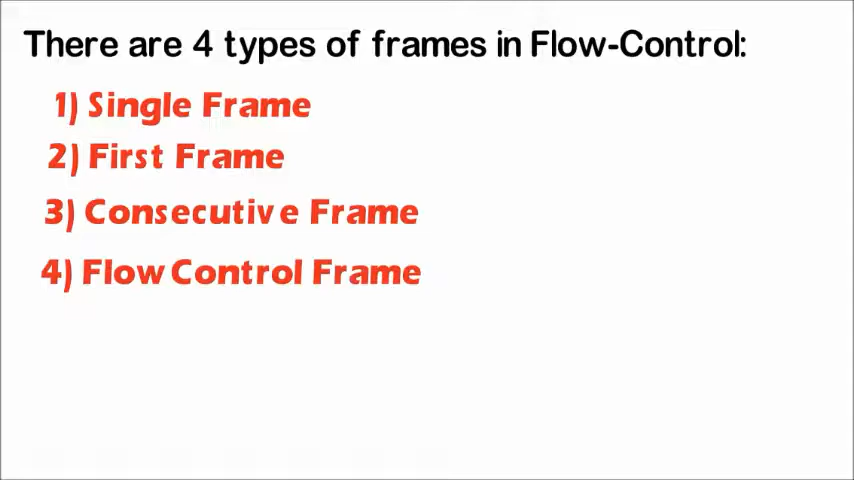 There are 4 types of frames in Flow-Control:
1) Single Frame
2) First Frame
3) Consecutive Frame
4) Flow Control Frame